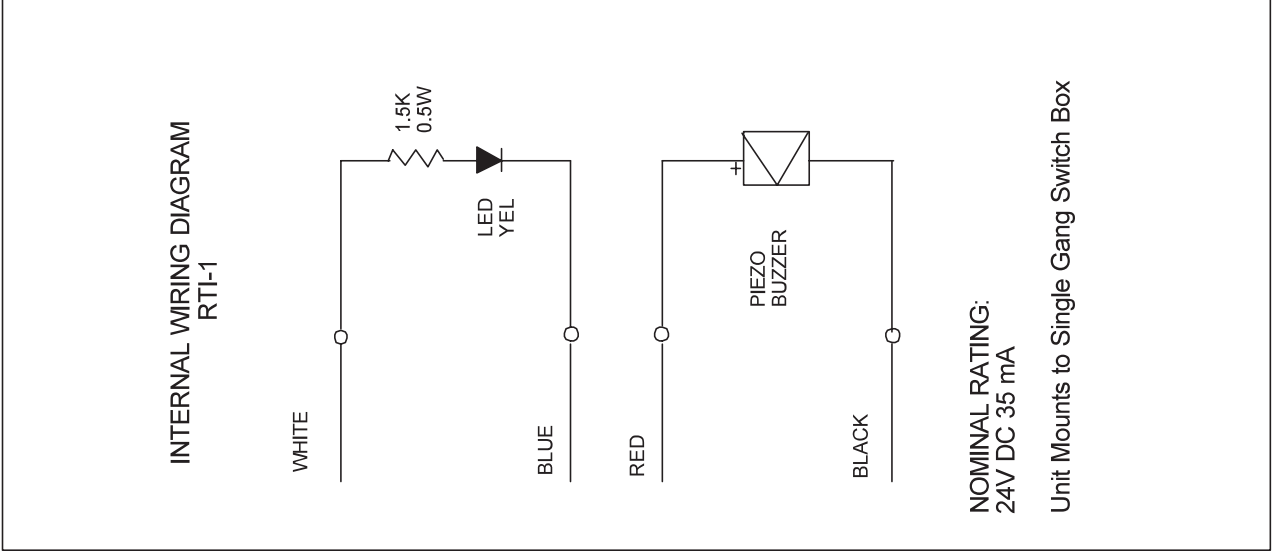 INTERNAL WIRING DIAGRAM
RTI-1
WHITE
1.5K
0.5W
LED
YEL
BLUE
RED
+
PIEZO
BUZZER
BLACK
NOMINAL RATING:
24V DC 35 mA
Unit Mounts to Single Gang Switch Box